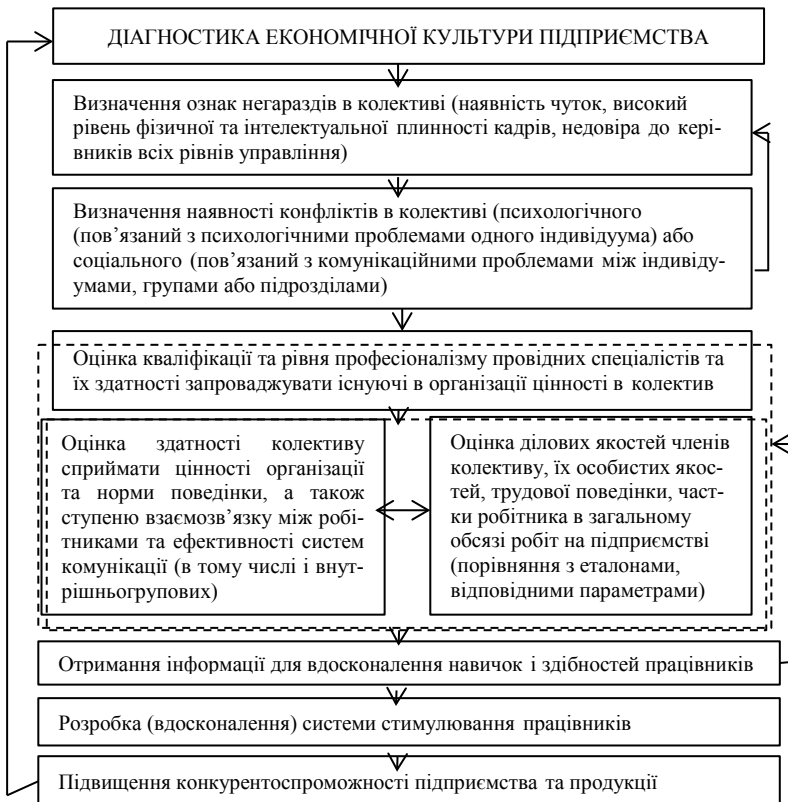 ДІАГНОСТИКА ЕКОНОМІЧНОЇ КУЛЬТУРИ ПІДПРИЄМСТВА
Визначення ознак негараздів в колективі (наявність чуток, високий
рівень фізичної та інтелектуальної плинності кадрів, недовіра до кері-
вників всіх рівнів управління)
Визначення наявності конфліктів в колективі (психологічного
(пов’язаний з психологічними проблемами одного індивідуума) або
соціального (пов’язаний з комунікаційними проблемами між індивіду-
умами, групами або підрозділами)
Оцінка кваліфікації та рівня професіоналізму провідних спеціалістів та
їх здатності запроваджувати існуючі в організації цінності в колектив
Оцінка здатності колективу
сприймати цінності організації
та норми поведінки, а також
ступеню взаємозв’язку між робі-
тниками та ефективності систем
комунікації (в тому числі і внут-
рішньогрупових)
Оцінка ділових якостей членів
колективу, їх особистих якос-
тей, трудової поведінки, част-
ки робітника в загальному
обсязі робіт на підприємстві
(порівняння з еталонами,
відповідними параметрами)
Отримання інформації для вдосконалення навичок і здібностей працівників
Розробка (вдосконалення) системи стимулювання працівників
Підвищення конкурентоспроможності підприємства та продукції